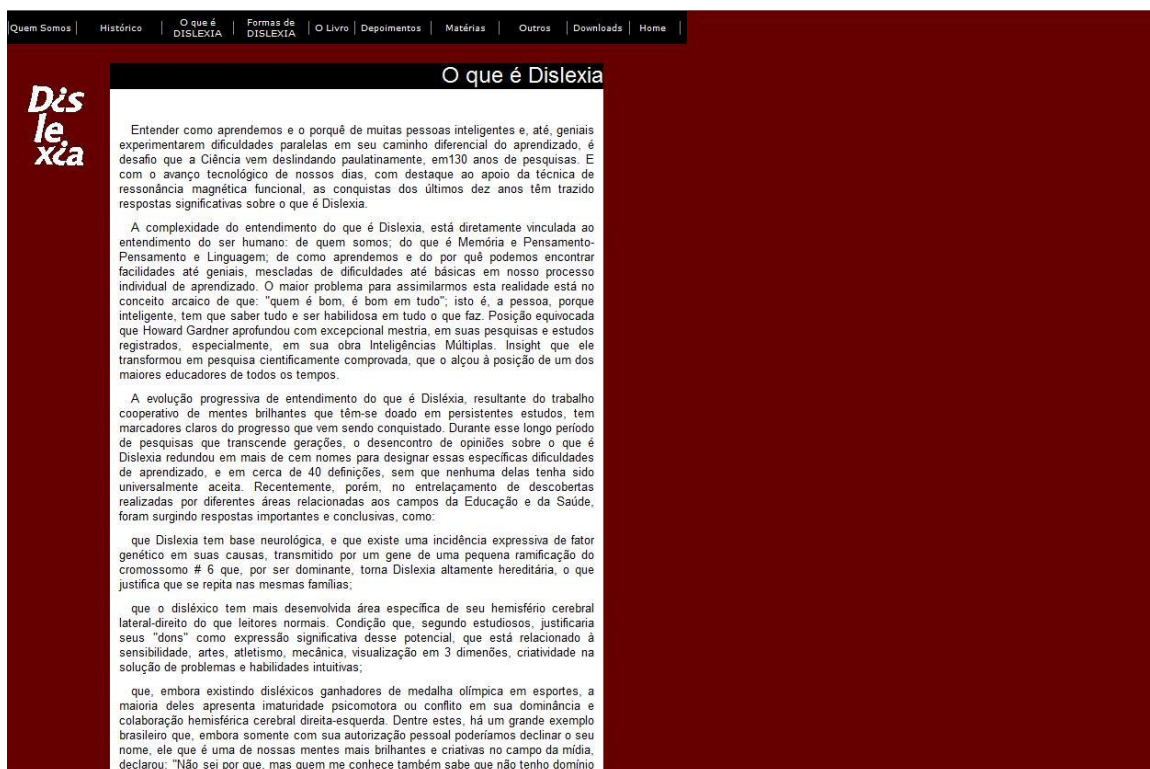 Quem Somos | Histórico | O que é DISLEXIA | Formas de DISLEXIA | O Livro | Depoimentos | Matérias | Outros | Downloads | Home
O que é Dislexia
Dis
le
xia
Entender como aprendemos e o porquê de muitas pessoas inteligentes e, até, geniais
experimentarem dificuldades paralelas em seu caminho diferencial do aprendizado, é
desafio que a Ciência vem deslindando paulatinamente, em130 anos de pesquisas. E
com o avanço tecnológico de nossos dias, com destaque ao apoio da técnica de
ressonância magnética funcional, as conquistas dos últimos dez anos têm trazido
respostas significativas sobre o que é Dislexia.
A complexidade do entendimento do que é Dislexia, está diretamente vinculada ao
entendimento do ser humano: de quem somos; do que é Memória e Pensamento-
Pensamento e Linguagem; de como aprendemos e do por quê podemos encontrar
facilidades até geniais, mescladas de dificuldades até básicas em nosso processo
individual de aprendizado. O maior problema para assimilarmos esta realidade está no
conceito arcaico de que: "quem é bom, é bom em tudo"; isto é, a pessoa, porque
inteligente, tem que saber tudo e ser habilidosa em tudo o que faz. Posição equivocada
que Howard Gardner aprofundou com excepcional mestria, em suas pesquisas e estudos
registrados, especialmente, em sua obra Inteligências Múltiplas. Insight que ele
transformou em pesquisa cientificamente comprovada, que o alçou à posição de um dos
maiores educadores de todos os tempos.
A evolução progressiva de entendimento do que é Disléxia, resultante do trabalho
cooperativo de mentes brilhantes que têm-se doado em persistentes estudos, tem
marcadores claros do progresso que vem sendo conquistado. Durante esse longo período
de pesquisas que transcende gerações, o desencontro de opiniões sobre o que é
Dislexia redundou em mais de cem nomes para designar essas específicas dificuldades
de aprendizado, e em cerca de 40 definições, sem que nenhuma delas tenha sido
universalmente aceita. Recentemente, porém, no entrelaçamento de descobertas
realizadas por diferentes áreas relacionadas aos campos da Educação e da Saúde,
foram surgindo respostas importantes e conclusivas, como:
que Dislexia tem base neurológica, e que existe uma incidência expressiva de fator
genético em suas causas, transmitido por um gene de uma pequena ramificação do
cromossomo # 6 que, por ser dominante, torna Dislexia altamente hereditária, o que
justifica que se repita nas mesmas famílias;
que o disléxico tem mais desenvolvida área específica de seu hemisfério cerebral
lateral-direito do que leitores normais. Condição que, segundo estudiosos, justificaria
seus "dons" como expressão significativa desse potencial, que está relacionado à
sensibilidade, artes, atletismo, mecânica, visualização em 3 dimenões, criatividade na
solução de problemas e habilidades intuitivas;
que, embora existindo disléxicos ganhadores de medalha olímpica em esportes, a
maioria deles apresenta imaturidade psicomotora ou conflito em sua dominância e
colaboração hemisférica cerebral direita-esquerda. Dentre estes, há um grande exemplo
brasileiro que, embora somente com sua autorização pessoal poderíamos declinar o seu
nome, ele que é uma de nossas mentes mais brilhantes e criativas no campo da mídia,
declarou: "Não sei por que, mas quem me conhece também sabe que não tenho domínio